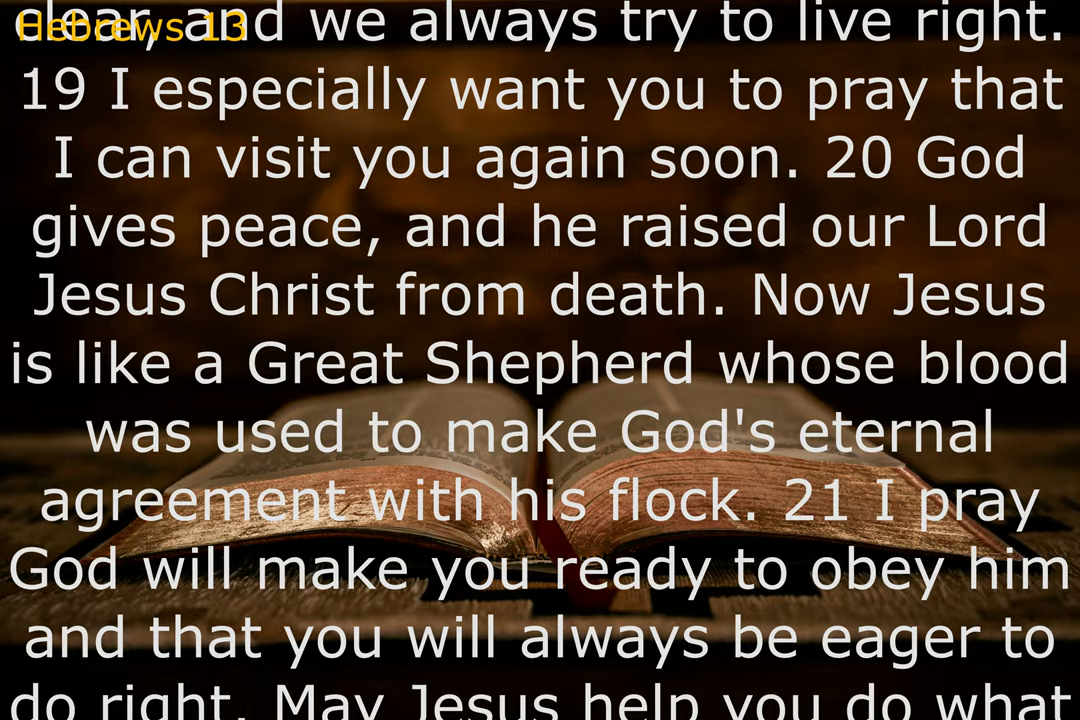 Hebrews 13
clear, and we always try to live right.
19 I especially want you to pray that
I can visit you again soon. 20 God
gives peace, and he raised our Lord
Jesus Christ from death. Now Jesus
is like a Great Shepherd whose blood
was used to make God's eternal
agreement with his flock. 21 I pray
God will make you ready to obey him
and that you will always be eager to
do right. May Jesus help you do what